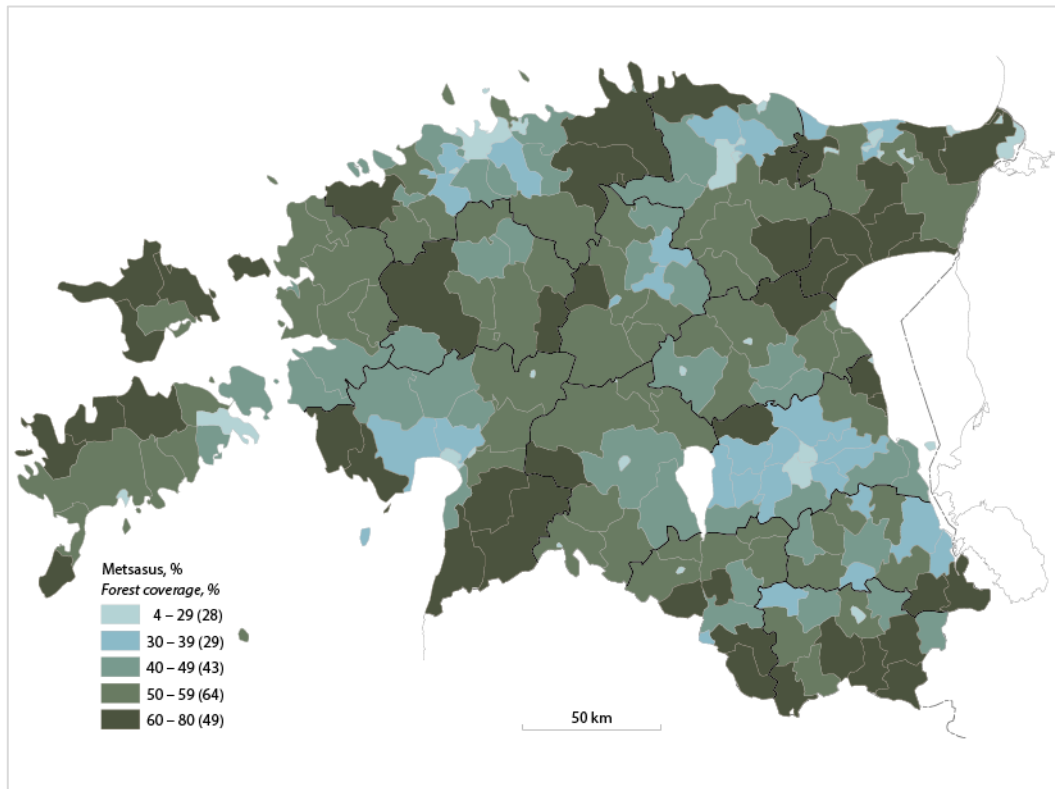 Metsasus, %
Forest coverage, %
4 – 29 (28)
30 – 39 (29)
40 – 49 (43)
50 – 59 (64)
60 – 80 (49)
50 km